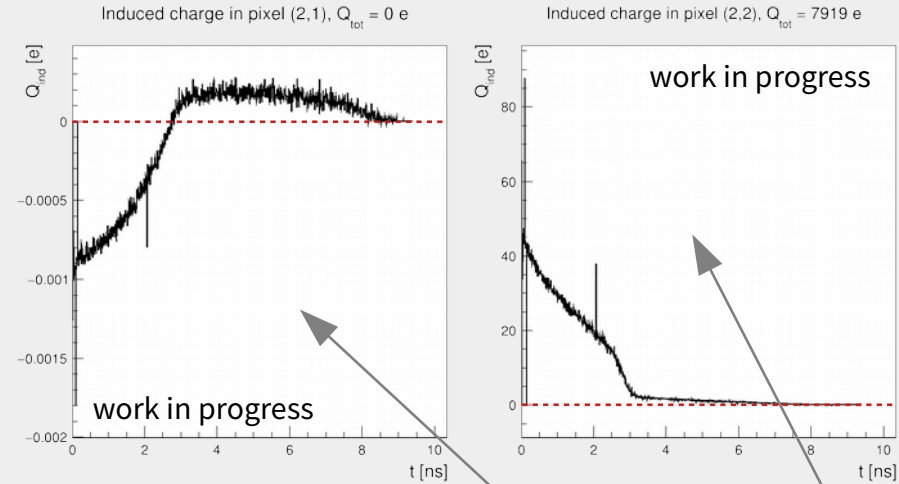 Induced charge in pixel (2,1), Q_tot = 0 e
Q_ind [e]
0
−0.0005
−0.001
−0.0015
−0.002
0 2 4 6 8 10
t [ns]
work in progress
Induced charge in pixel (2,2), Q_tot = 7919 e
Q_ind [e]
80
60
40
20
0
0 2 4 6 8 10
t [ns]
work in progress